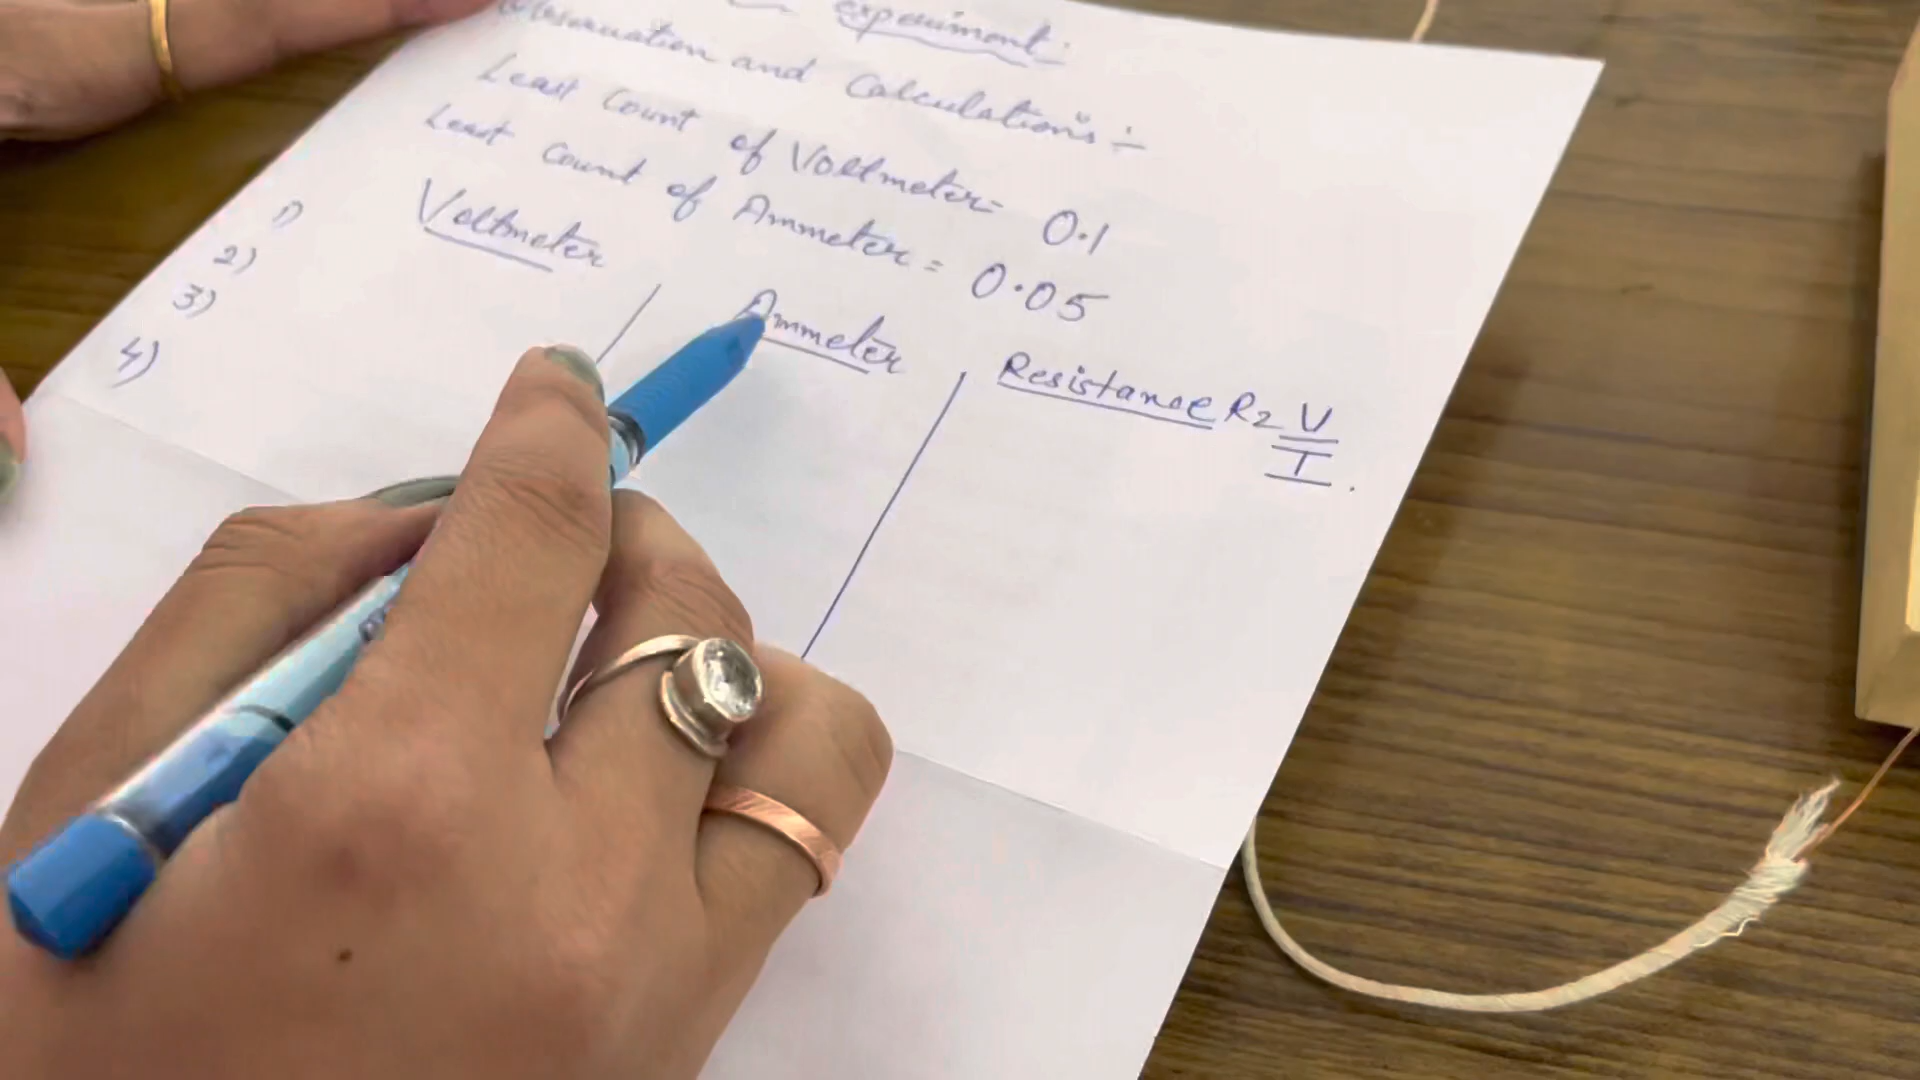 experiment:-
Observation and Calculations:-
Least Count of Voltmeter= 0.1
Least Count of Ammeter = 0.05
Voltmeter Ammeter Resistance R= V/I.
1)
2)
3)
4)